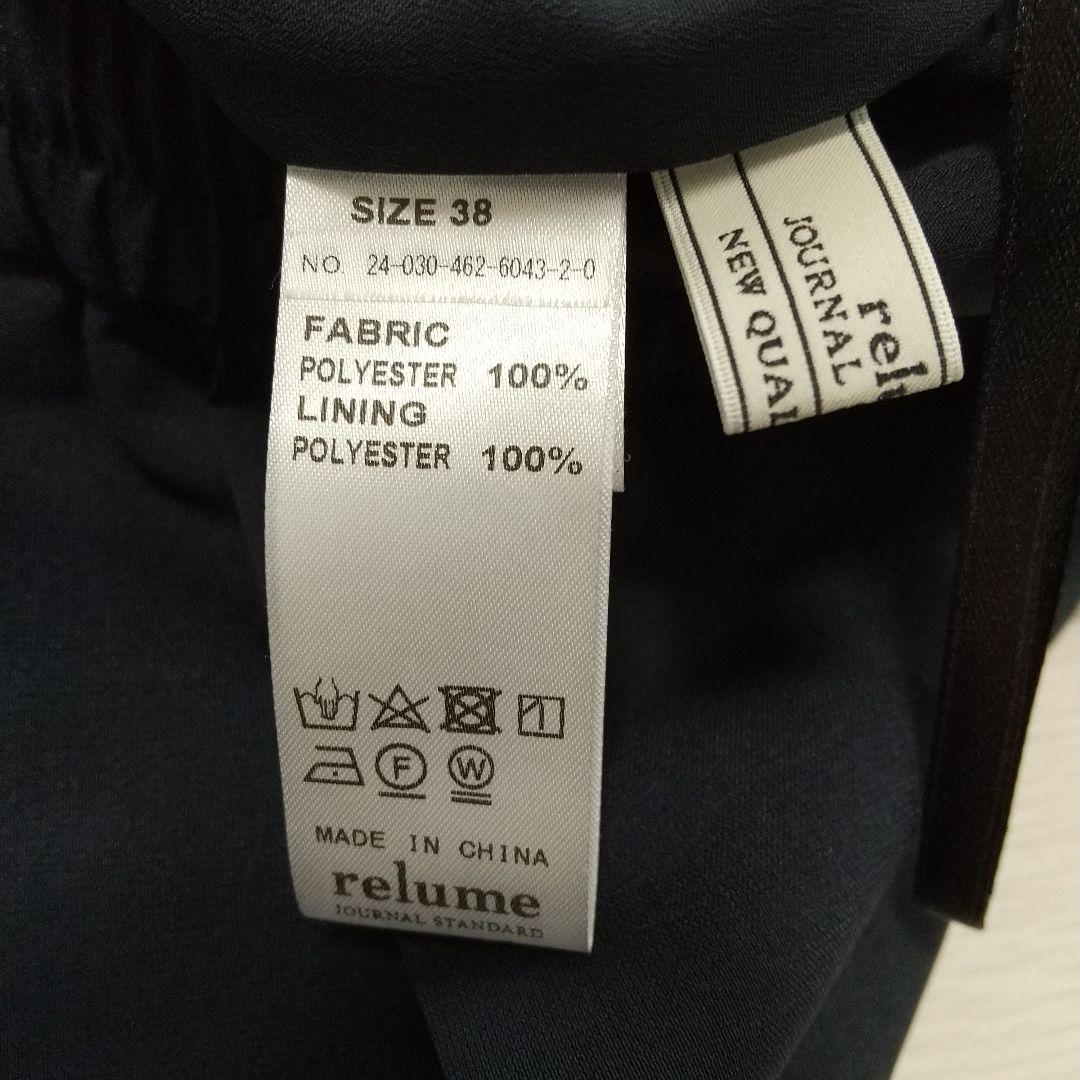 SIZE 38
NO 24-030-462-6043-2-0
FABRIC
POLYESTER 100%
LINING
POLYESTER 100%
F W
MADE IN CHINA
relume
JOURNAL STANDARD
JOURNAL
NEW